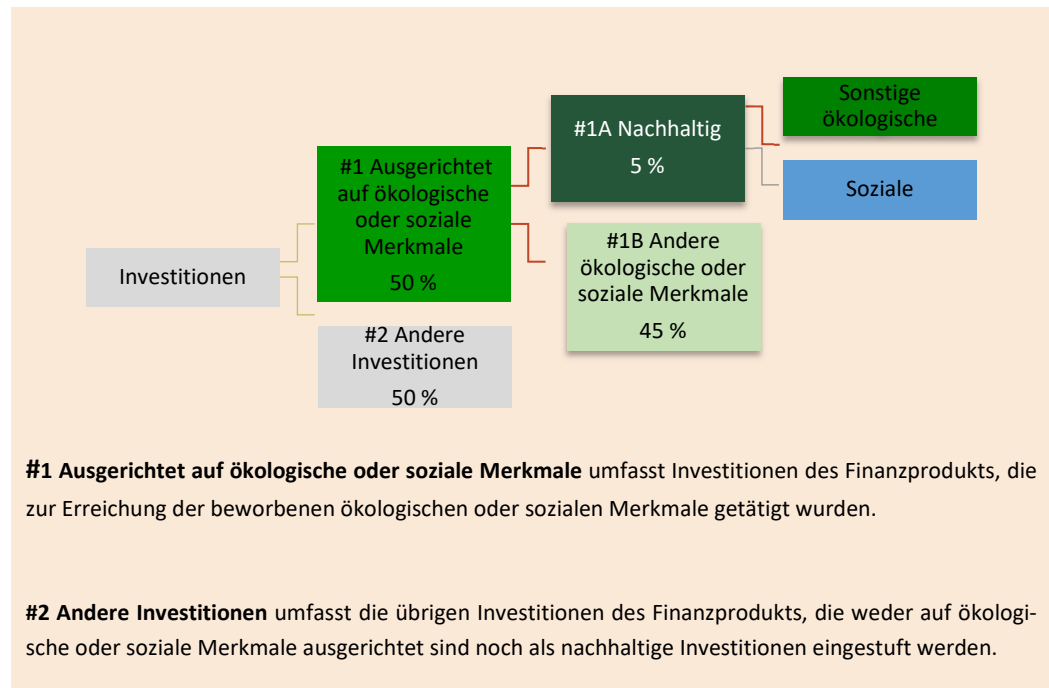 Investitionen
#1 Ausgerichtet
auf ökologische
oder soziale
Merkmale
50 %
#2 Andere
Investitionen
50 %
#1A Nachhaltig
5 %
#1B Andere
ökologische oder
soziale Merkmale
45 %
Sonstige
ökologische
Soziale
#1 Ausgerichtet auf ökologische oder soziale Merkmale umfasst Investitionen des Finanzprodukts, die
zur Erreichung der beworbenen ökologischen oder sozialen Merkmale getätigt wurden.
#2 Andere Investitionen umfasst die übrigen Investitionen des Finanzprodukts, die weder auf ökologi-
sche oder soziale Merkmale ausgerichtet sind noch als nachhaltige Investitionen eingestuft werden.